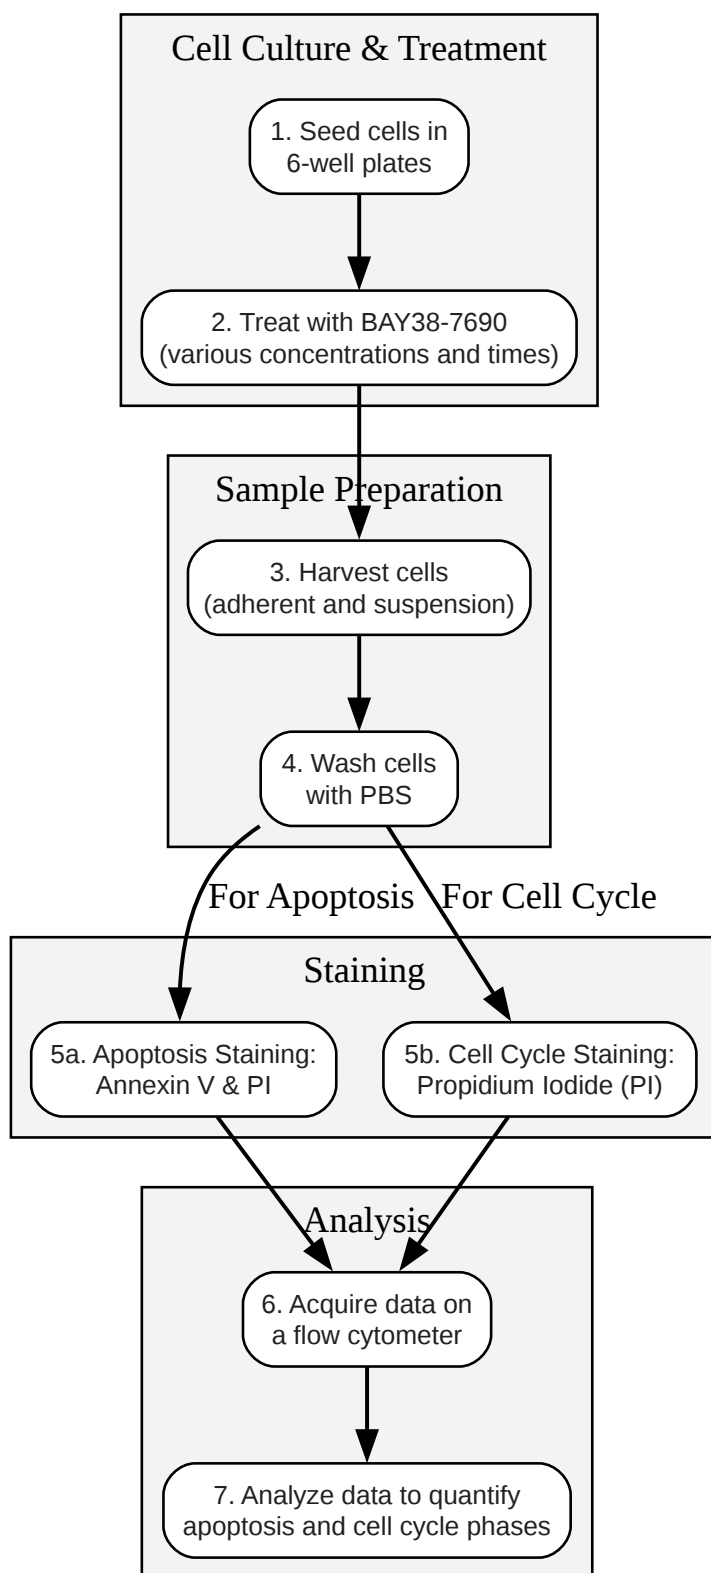 Cell Culture & Treatment
1. Seed cells in
6-well plates
2. Treat with BAY38-7690
(various concentrations and times)
Sample Preparation
3. Harvest cells
(adherent and suspension)
4. Wash cells
with PBS
For Apoptosis
For Cell Cycle
Staining
5a. Apoptosis Staining:
Annexin V & PI
5b. Cell Cycle Staining:
Propidium Iodide (PI)
Analysis
6. Acquire data on
a flow cytometer
7. Analyze data to quantify
apoptosis and cell cycle phases